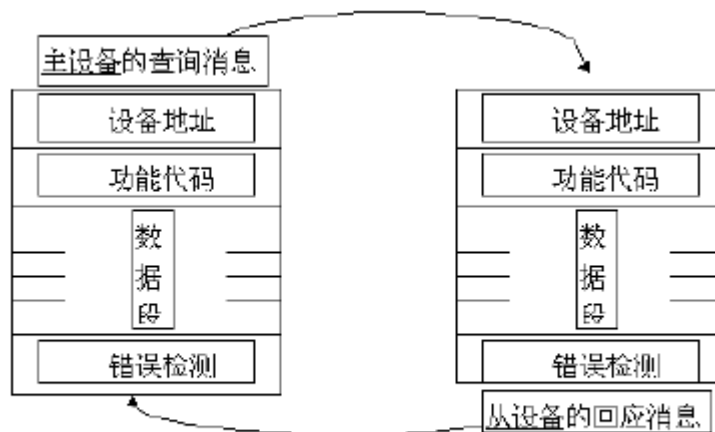 主设备的查询消息
设备地址
功能代码
数
据
段
错误检测
设备地址
功能代码
数
据
段
错误检测
从设备的回应消息